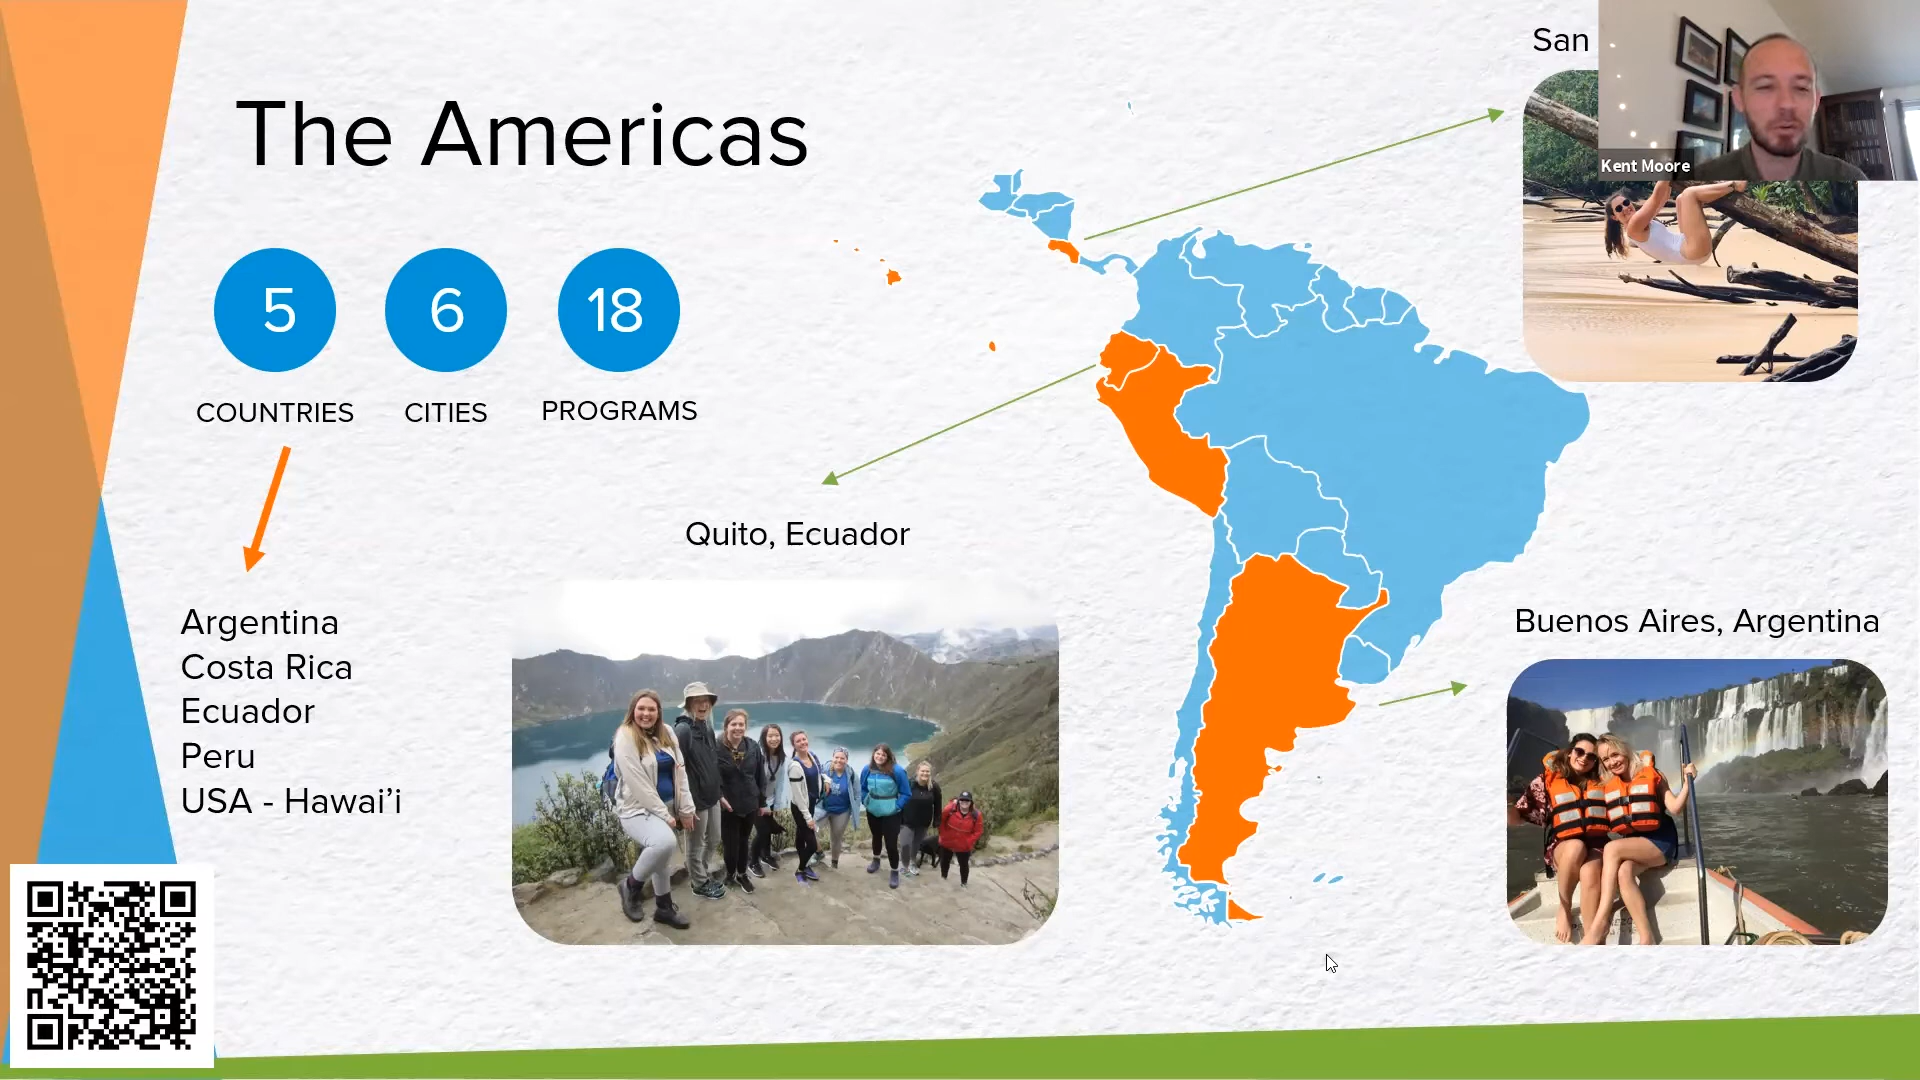 The Americas
San
Kent Moore
5
6
18
COUNTRIES
CITIES
PROGRAMS
Quito, Ecuador
Argentina
Costa Rica
Ecuador
Peru
USA - Hawai’i
Buenos Aires, Argentina